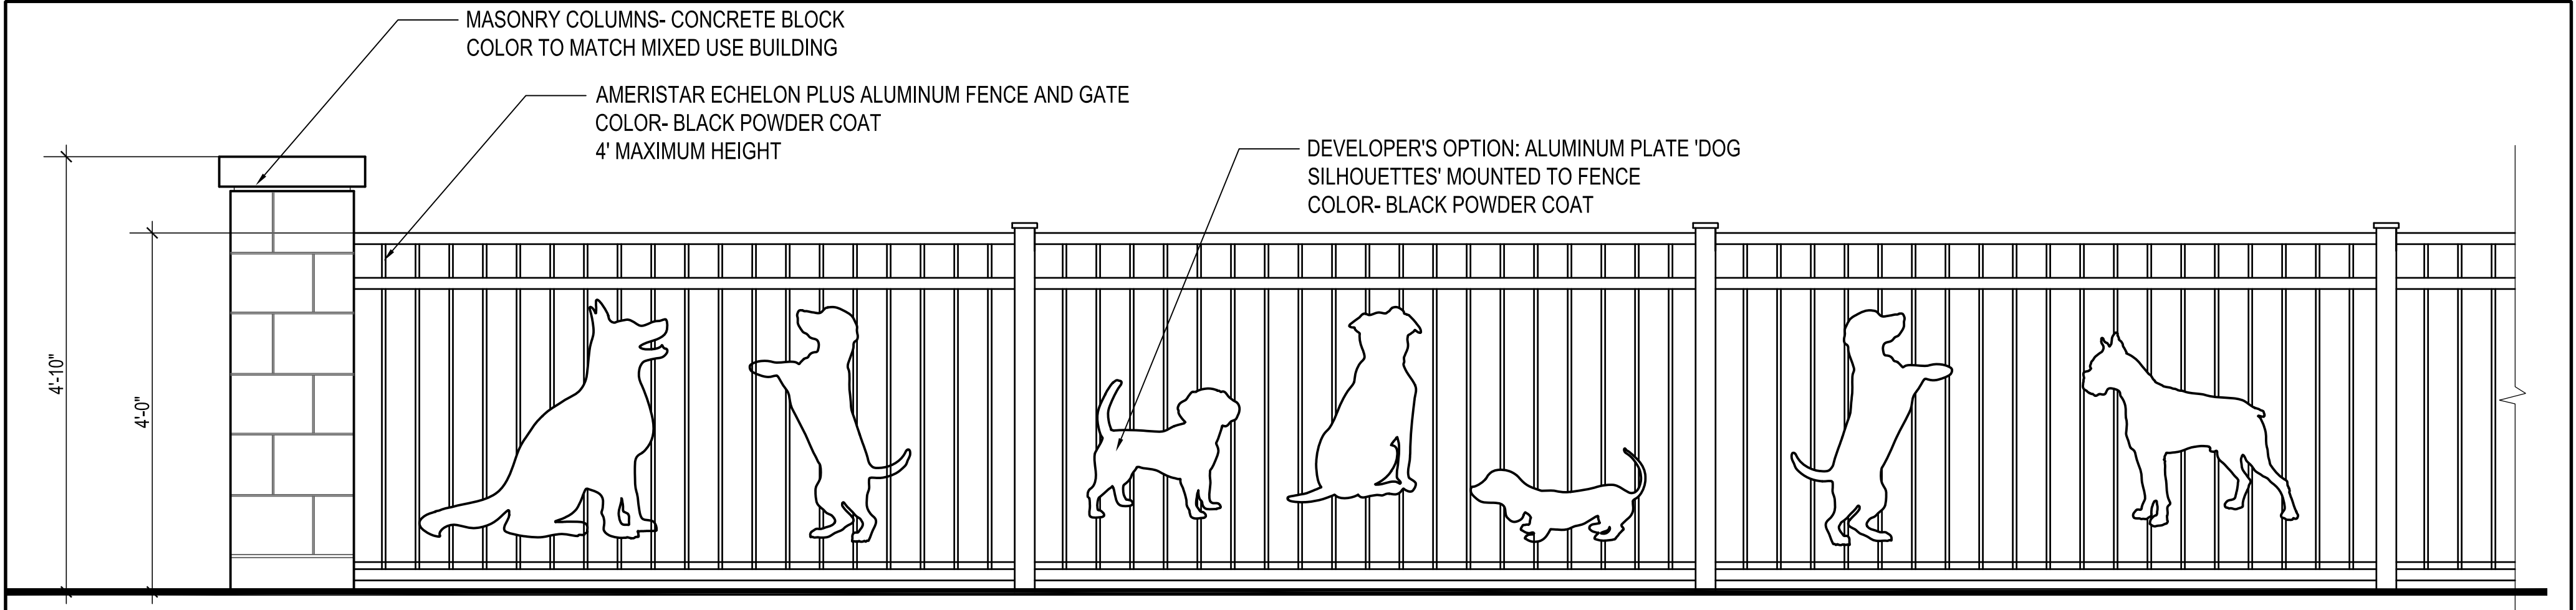 MASONRY COLUMNS- CONCRETE BLOCK
COLOR TO MATCH MIXED USE BUILDING
AMERISTAR ECHELON PLUS ALUMINUM FENCE AND GATE
COLOR- BLACK POWDER COAT
4' MAXIMUM HEIGHT
DEVELOPER'S OPTION: ALUMINUM PLATE 'DOG
SILHOUETTES' MOUNTED TO FENCE
COLOR- BLACK POWDER COAT
4'-10"
4'-0"